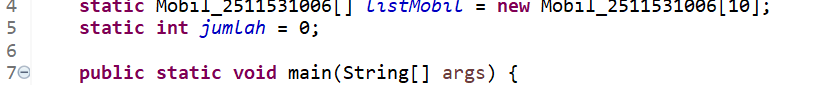 4 static Mobil_2511531006[] listMobil = new Mobil_2511531006[10];
5 static int jumlah = 0;
6
7 public static void main(String[] args) {